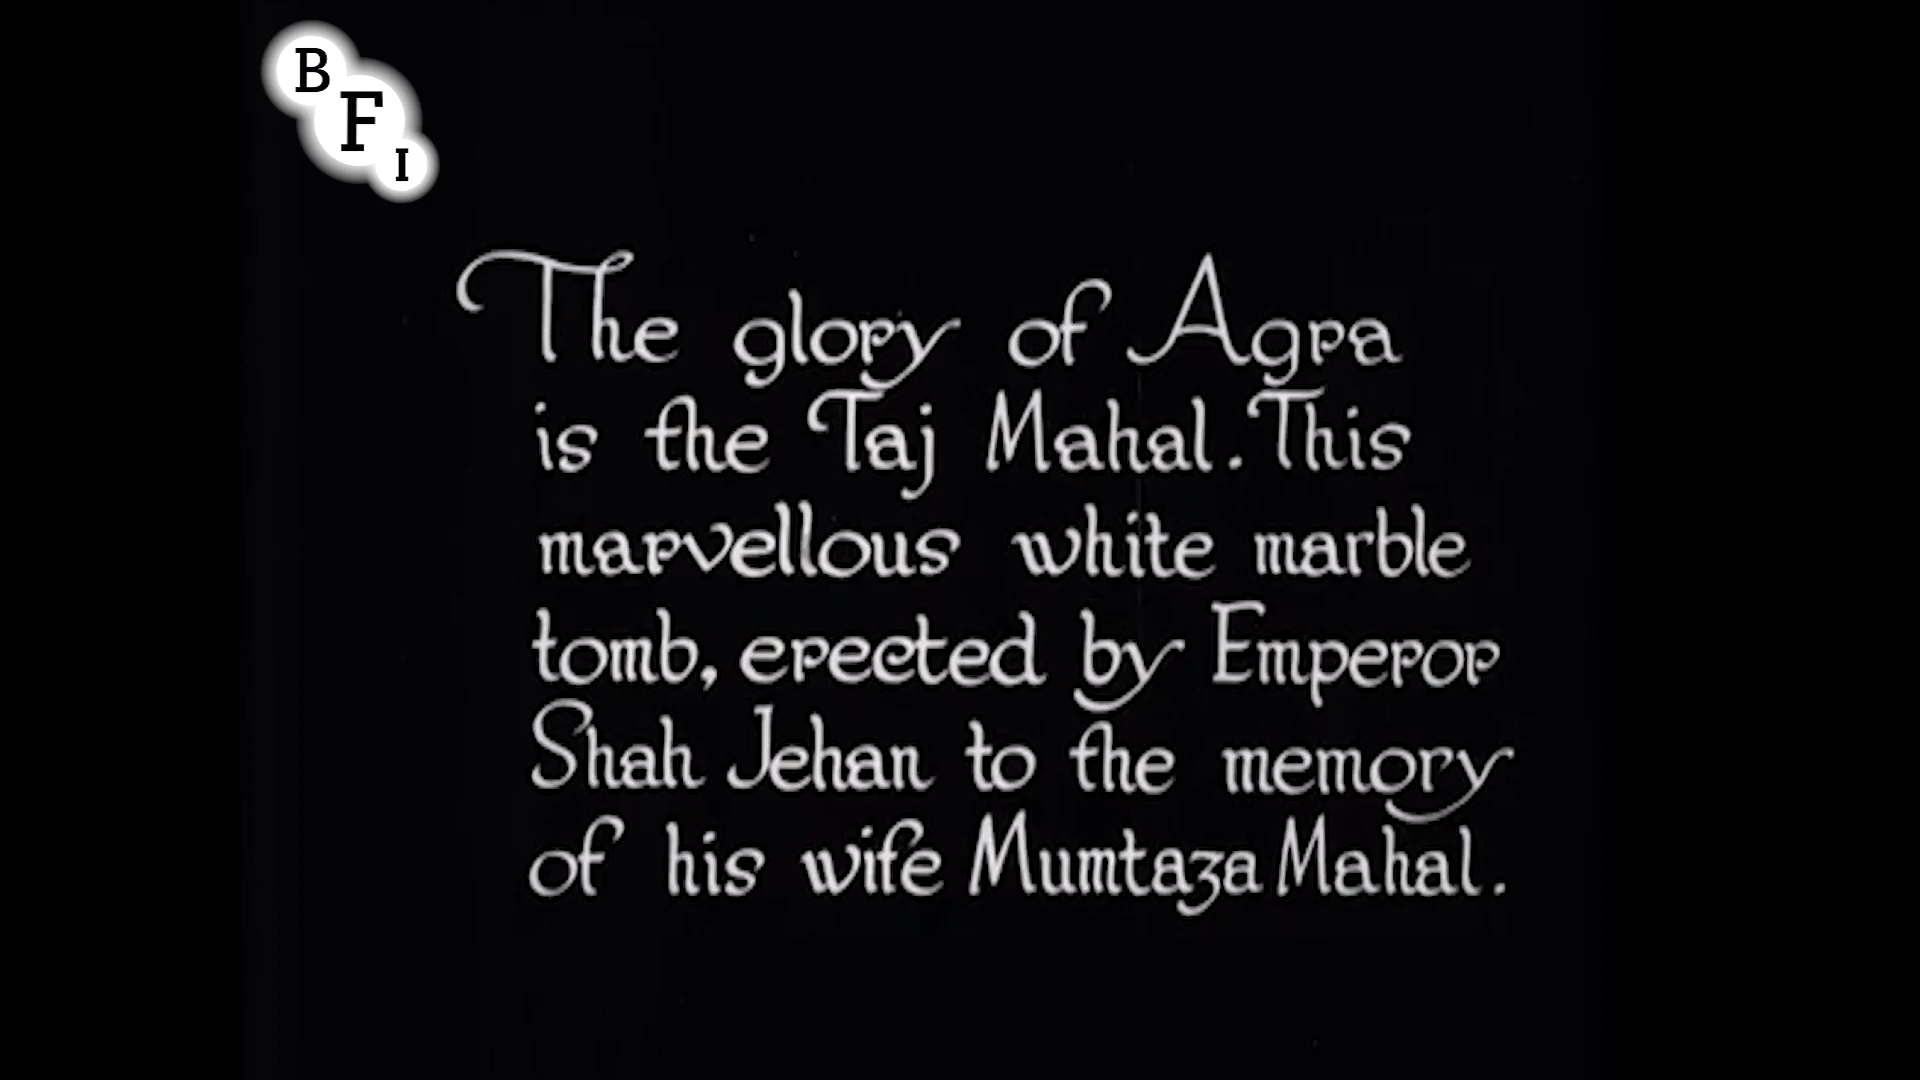 BFI
The glory of Agra
is the Taj Mahal. This
marvellous white marble
tomb, erected by Emperor
Shah Jehan to the memory
of his wife Mumtaza Mahal.